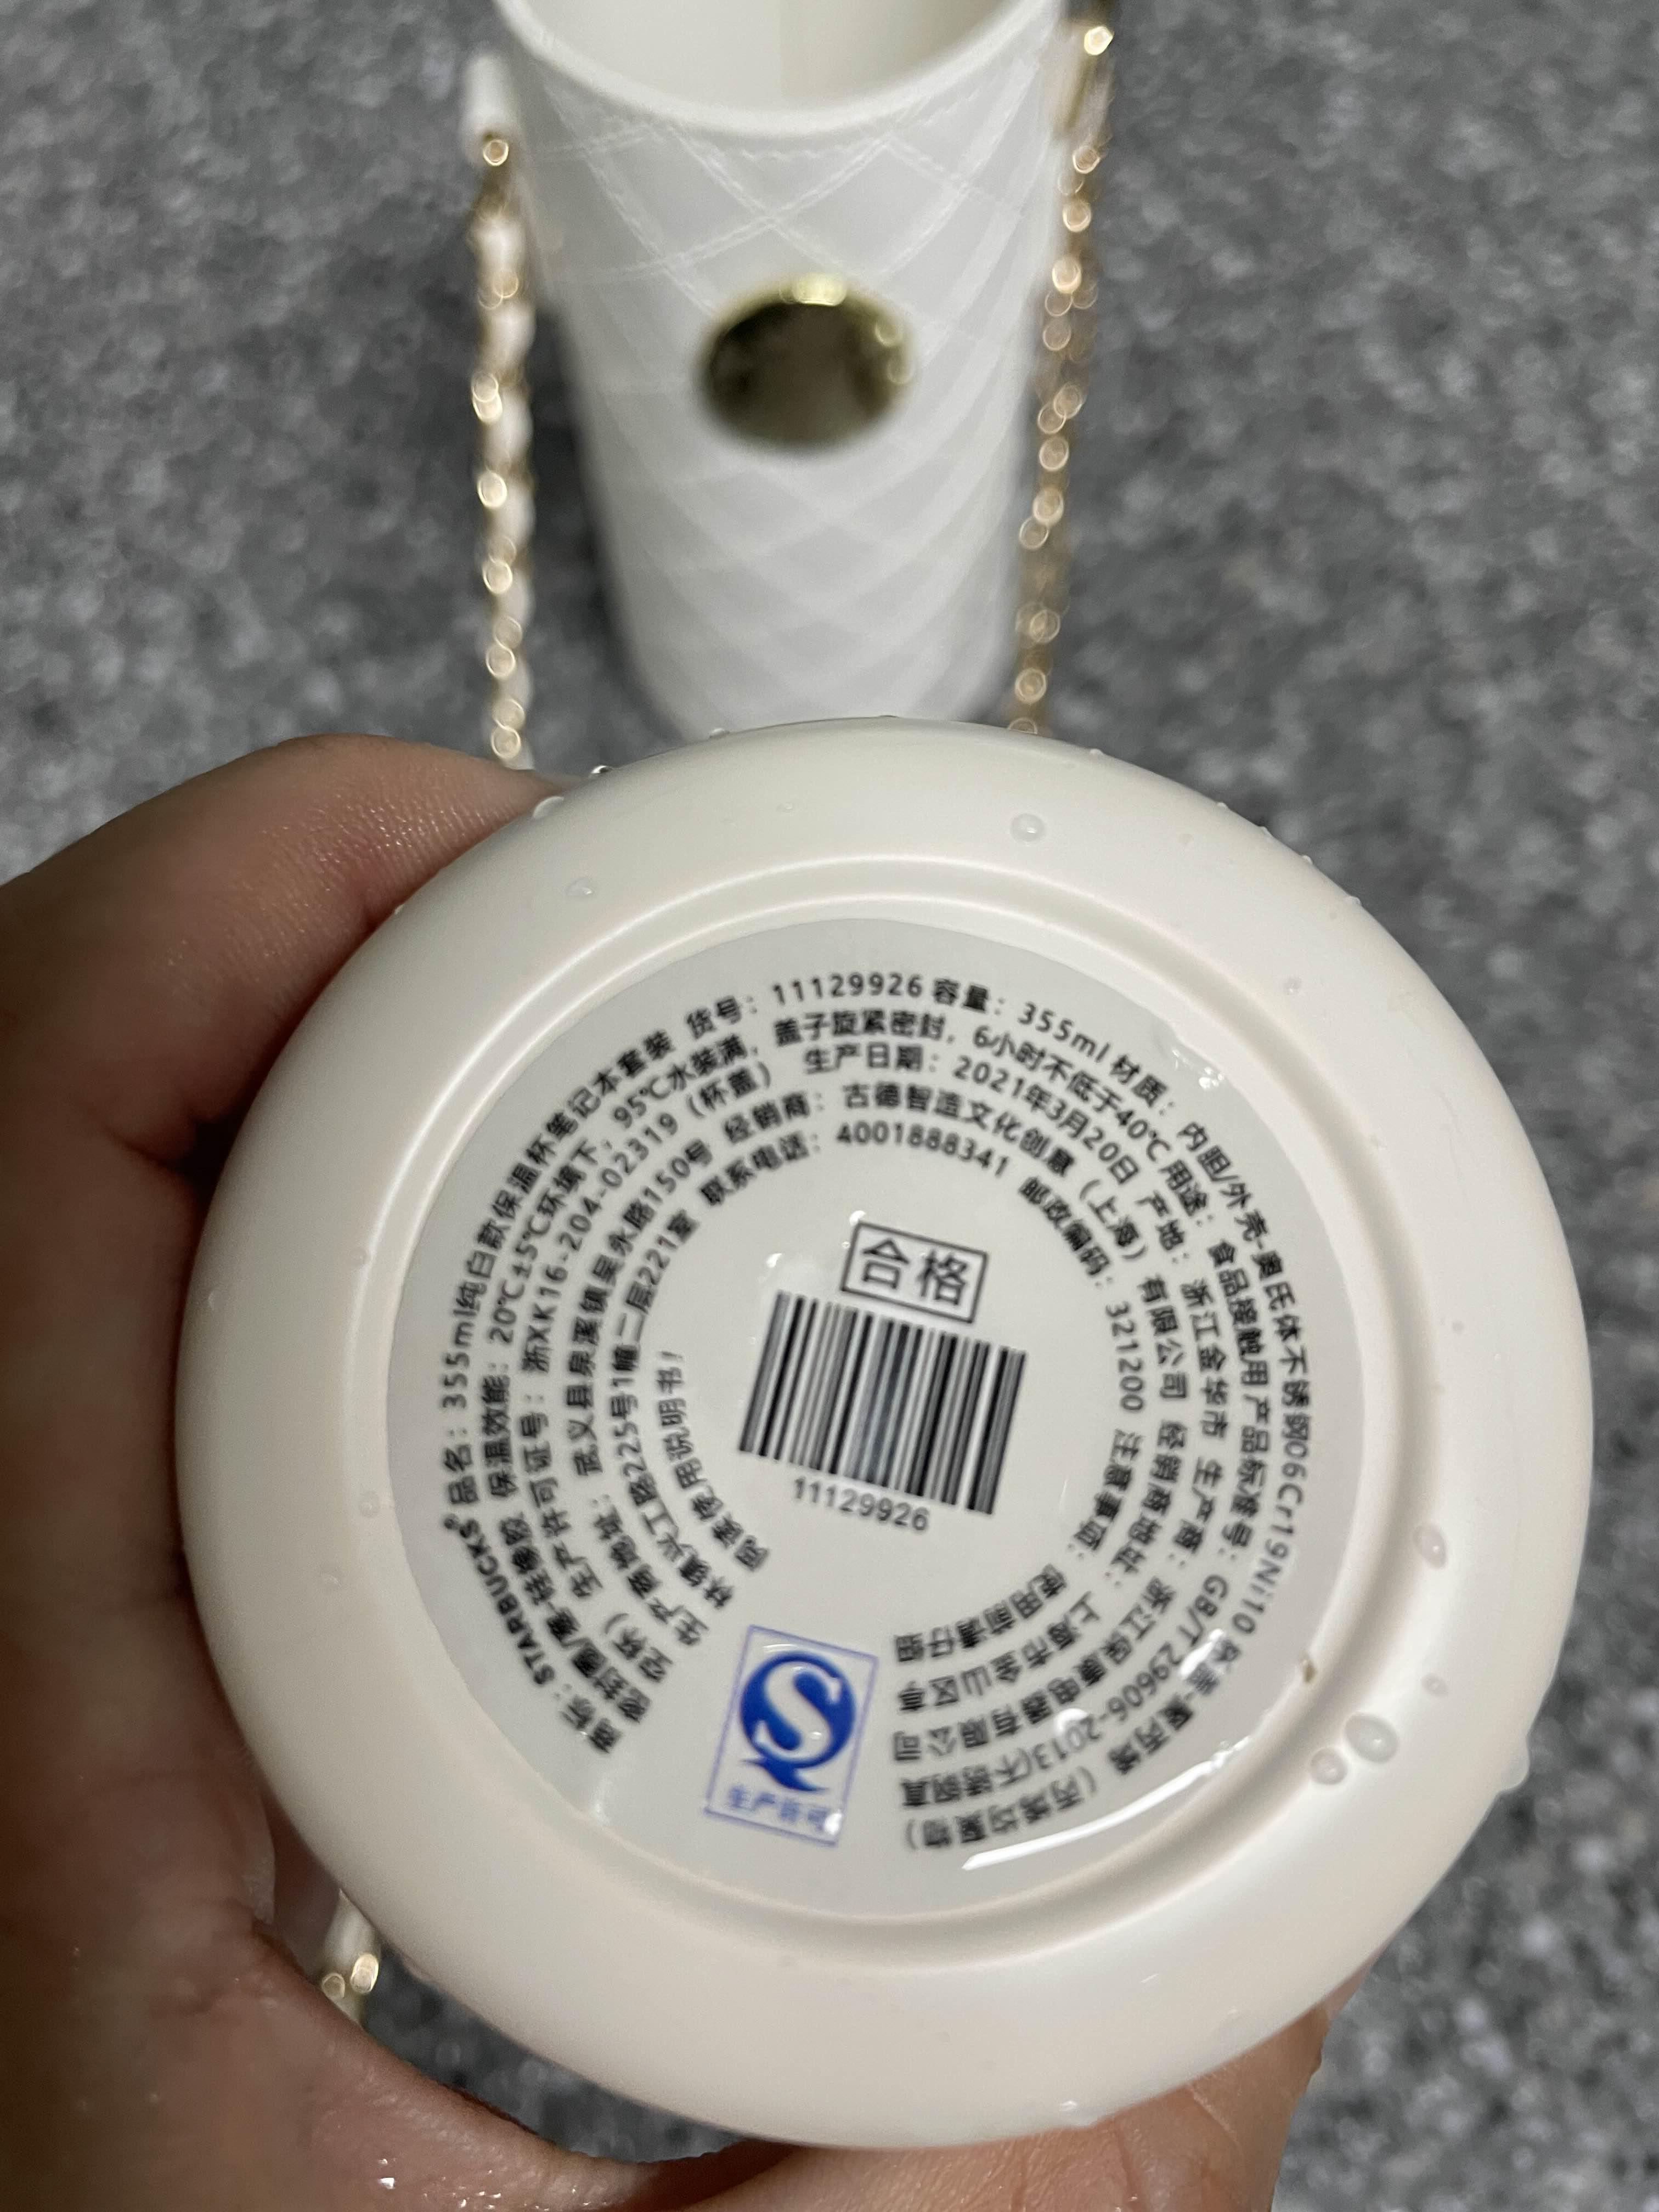 商标：STARBUCKS® 品名：355ml纯白款保温杯笔记本套装 货号：11129926 容量：355ml 材质：内胆/外壳-奥氏体不锈钢06Cr19Ni10 杯盖-聚丙烯（丙烯均聚物）
密封圈/塞-硅橡胶 保温效能：20℃±5℃环境下，95℃水装满，盖子旋紧密封，6小时不低于40℃ 用途：食品接触用 产品标准号：GB/T 29606-2013(不锈钢真
空杯） 生产许可证号：浙XK16-204-02319（杯盖） 生产日期：2021年3月20日 产地：浙江金华市 生产商：浙江保康电器有限公司
生产商地址：武义县泉溪镇吴永路150号 经销商：古德智造文化创意（上海）有限公司 经销商地址：上海市金山区亭
林镇兴工路225号1幢二层221室 联系电话：4001888341 邮政编码：321200 注意事项：使用前请仔细
阅读使用说明书！
合格
11129926
生产许可